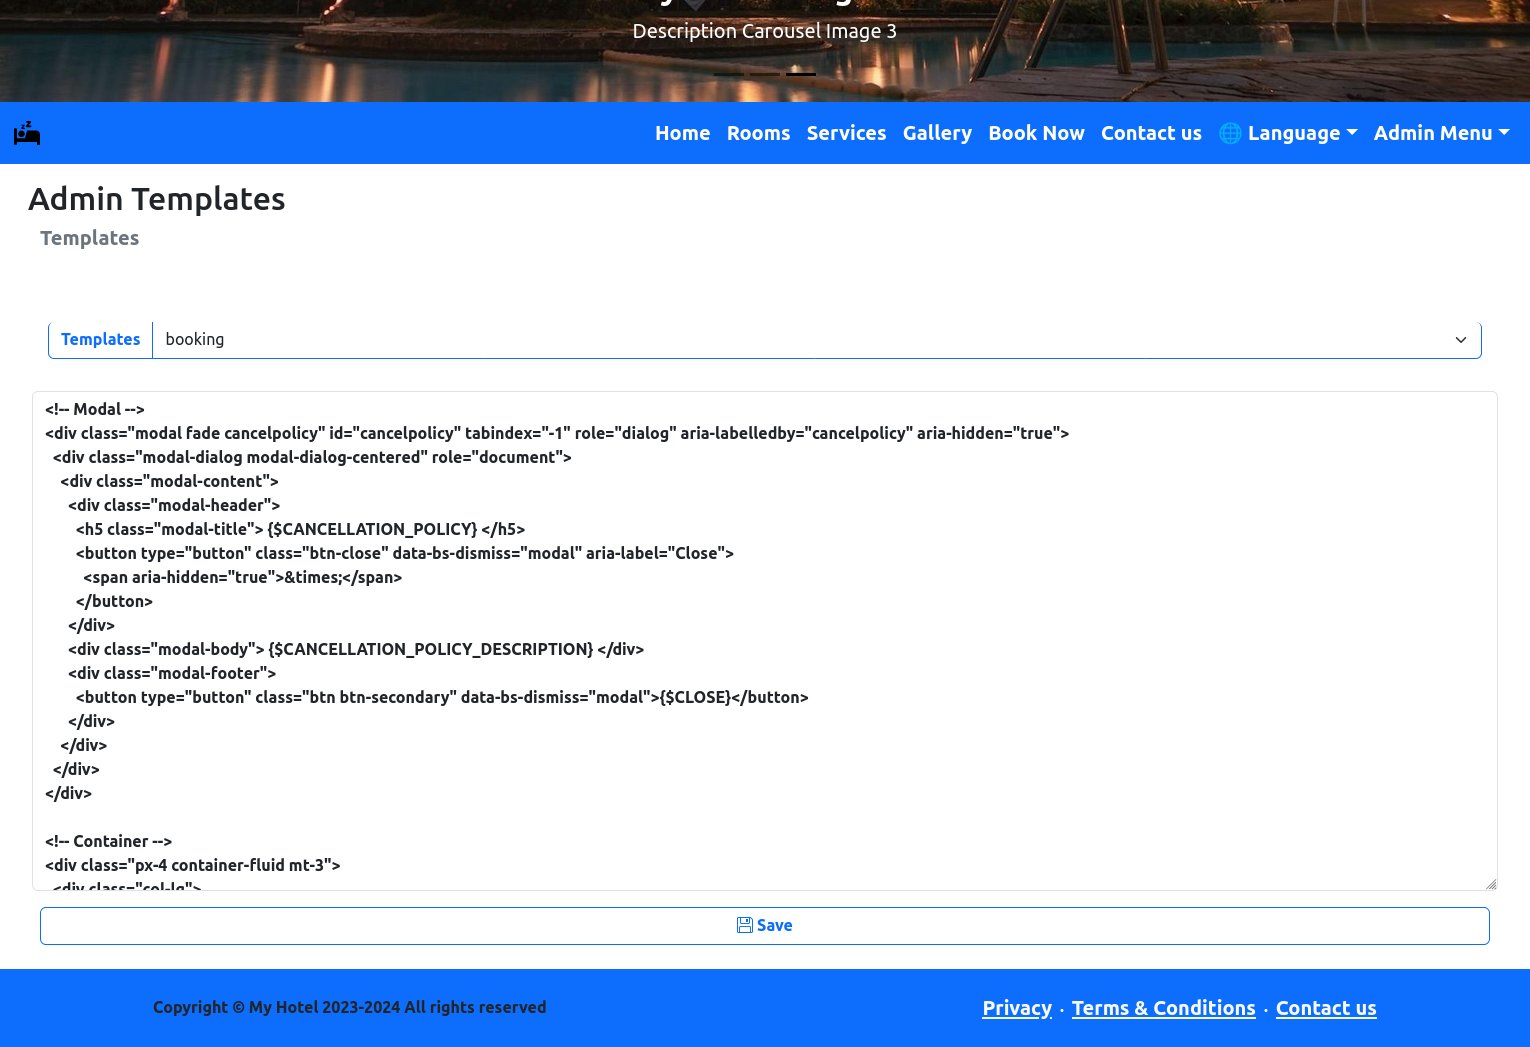 Description Carousel Image 3
Home Rooms Services Gallery Book Now Contact us 🌐 Language Admin Menu
Admin Templates
Templates
Templates booking
<!-- Modal -->
<div class="modal fade cancelpolicy" id="cancelpolicy" tabindex="-1" role="dialog" aria-labelledby="cancelpolicy" aria-hidden="true">
  <div class="modal-dialog modal-dialog-centered" role="document">
    <div class="modal-content">
      <div class="modal-header">
        <h5 class="modal-title"> {$CANCELLATION_POLICY} </h5>
        <button type="button" class="btn-close" data-bs-dismiss="modal" aria-label="Close">
          <span aria-hidden="true">&times;</span>
        </button>
      </div>
      <div class="modal-body"> {$CANCELLATION_POLICY_DESCRIPTION} </div>
      <div class="modal-footer">
        <button type="button" class="btn btn-secondary" data-bs-dismiss="modal">{$CLOSE}</button>
      </div>
    </div>
  </div>
</div>

<!-- Container -->
<div class="px-4 container-fluid mt-3">
  <div class="col-lg">
Save
Copyright © My Hotel 2023-2024 All rights reserved
Privacy · Terms & Conditions · Contact us